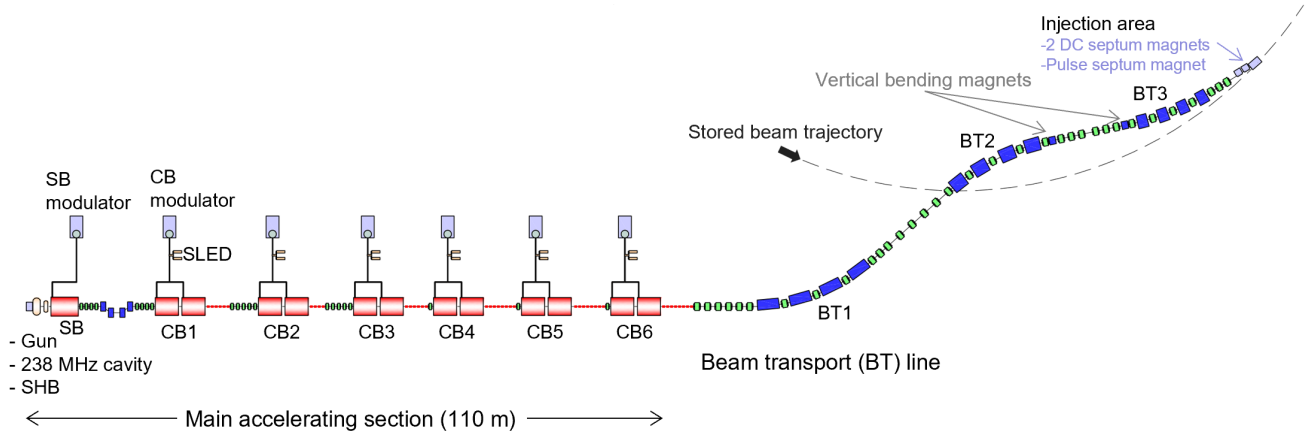 Injection area
-2 DC septum magnets
-Pulse septum magnet
Vertical bending magnets
BT3
Stored beam trajectory
BT2
SB
modulator
CB
modulator
SLED
BT1
SB
CB1
CB2
CB3
CB4
CB5
CB6
- Gun
- 238 MHz cavity
- SHB
Beam transport (BT) line
Main accelerating section (110 m)